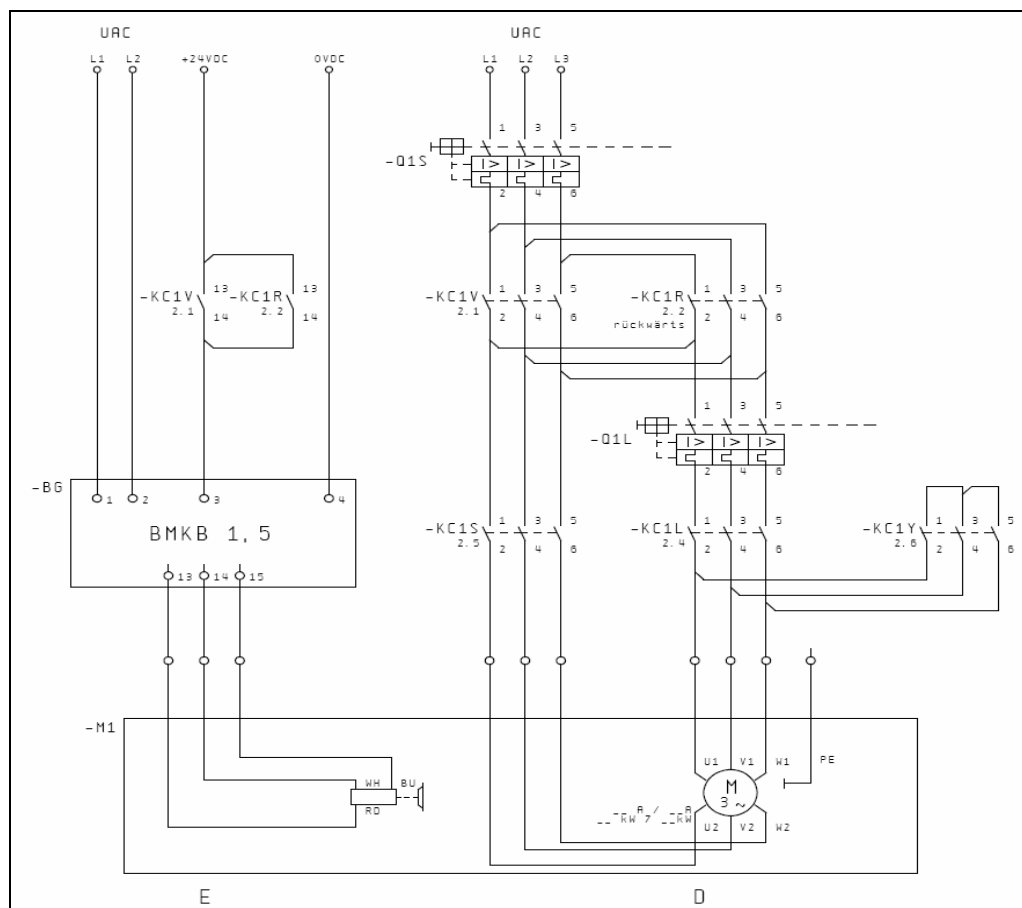 UAC UAC
L1 L2 +24VDC 0VDC L1 L2 L3
1 3 5
-Q1S
I> I> I>
2 4 6
-KC1V 13 -KC1R 13 -KC1V 1 3 5 -KC1R 1 3 5
2.1 14 2.2 14 2.1 2 4 6 2.2 2 4 6
rückwärts
1 3 5
-Q1L
I> I> I>
2 4 6
-BG 1 2 3 4
BMKB 1,5
-KC1S 1 3 5 -KC1L 1 3 5 -KC1Y 1 3 5
2.5 2 4 6 2.4 2 4 6 2.6 2 4 6
13 14 15
-M1
U1 V1 W1 PE
WH BU
RD
M
3 ~
__A / __A
__kW / __kW
U2 V2 W2
E D